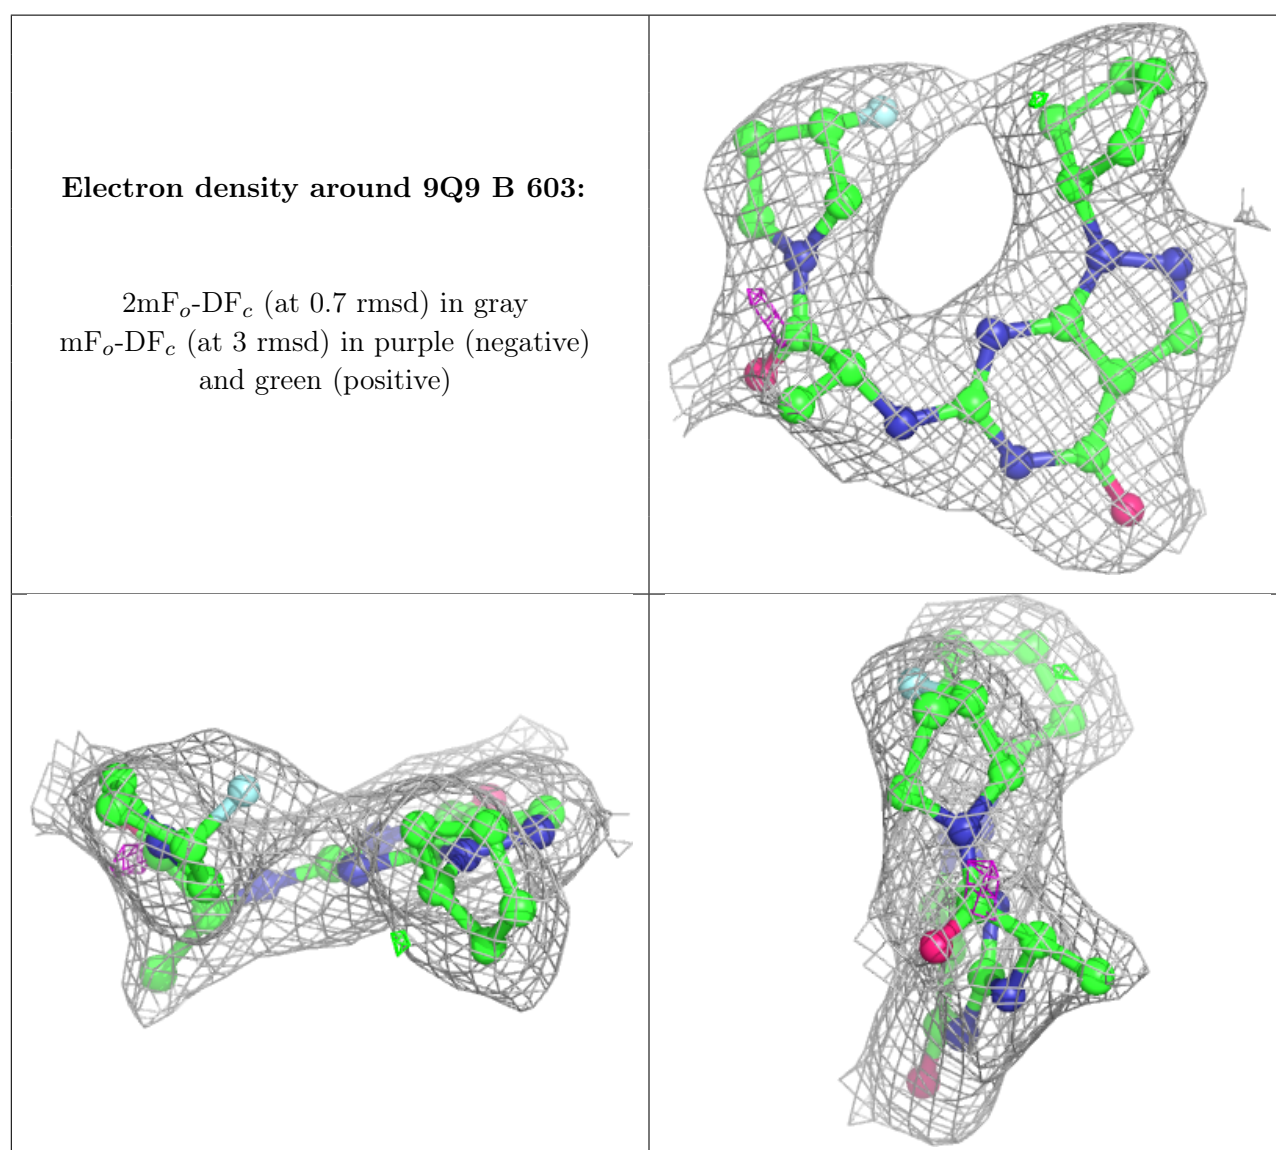 Electron density around 9Q9 B 603:
2mFo-DFc (at 0.7 rmsd) in gray
mFo-DFc (at 3 rmsd) in purple (negative)
and green (positive)